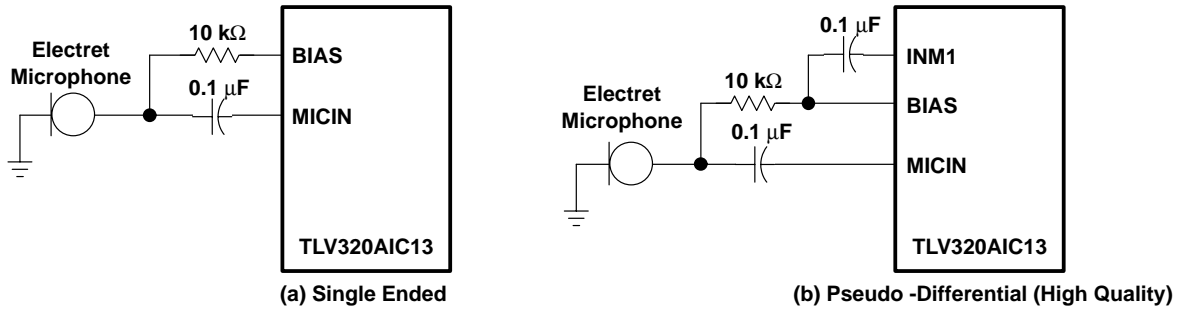 10 kΩ
Electret
Microphone
0.1 μF
BIAS
MICIN
TLV320AIC13
(a) Single Ended
0.1 μF
INM1
10 kΩ
Electret
Microphone
BIAS
0.1 μF
MICIN
TLV320AIC13
(b) Pseudo -Differential (High Quality)